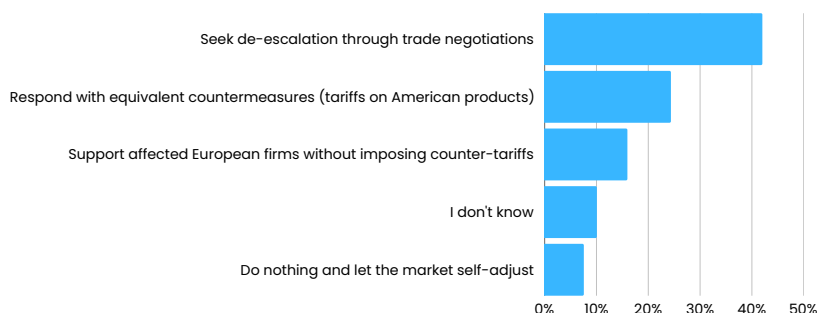 Seek de-escalation through trade negotiations
Respond with equivalent countermeasures (tariffs on American products)
Support affected European firms without imposing counter-tariffs
I don't know
Do nothing and let the market self-adjust
0% 10% 20% 30% 40% 50%